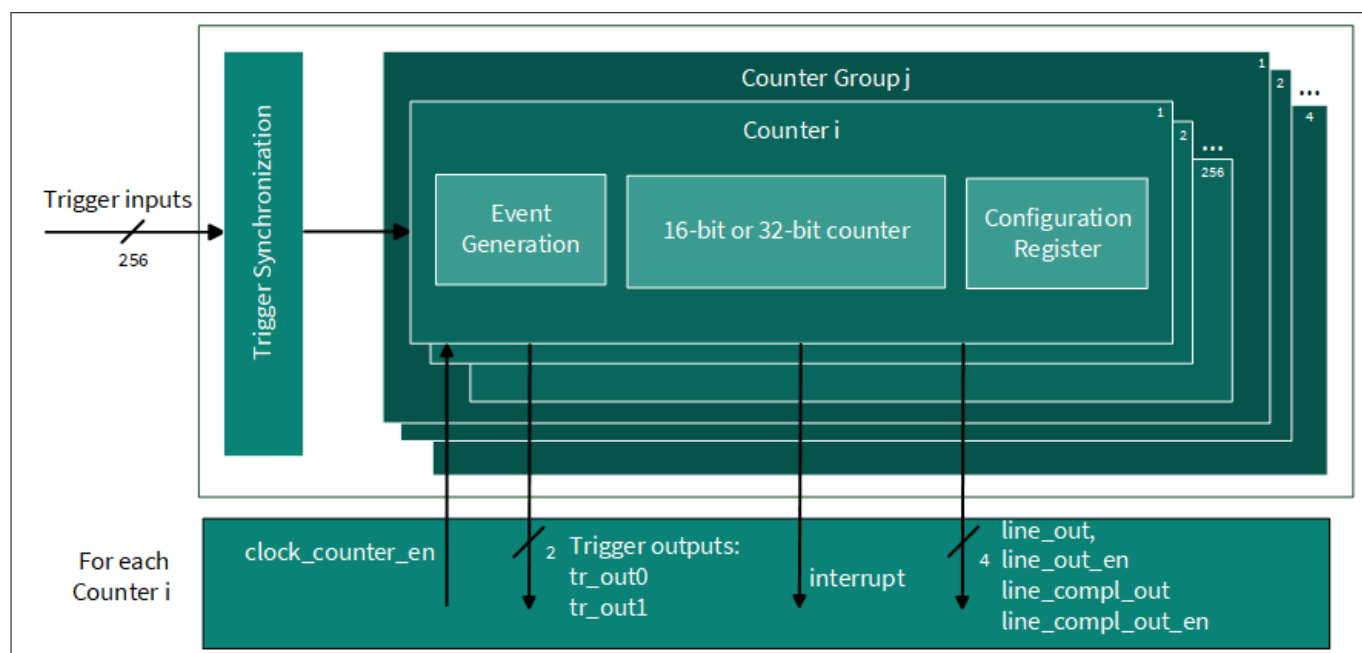 Counter Group j
1
2
...
4
Counter i
1
2
...
256
Trigger Synchronization
Trigger inputs
256
Event
Generation
16-bit or 32-bit counter
Configuration
Register
For each
Counter i
clock_counter_en
2
Trigger outputs:
tr_out0
tr_out1
interrupt
4
line_out,
line_out_en
line_compl_out
line_compl_out_en